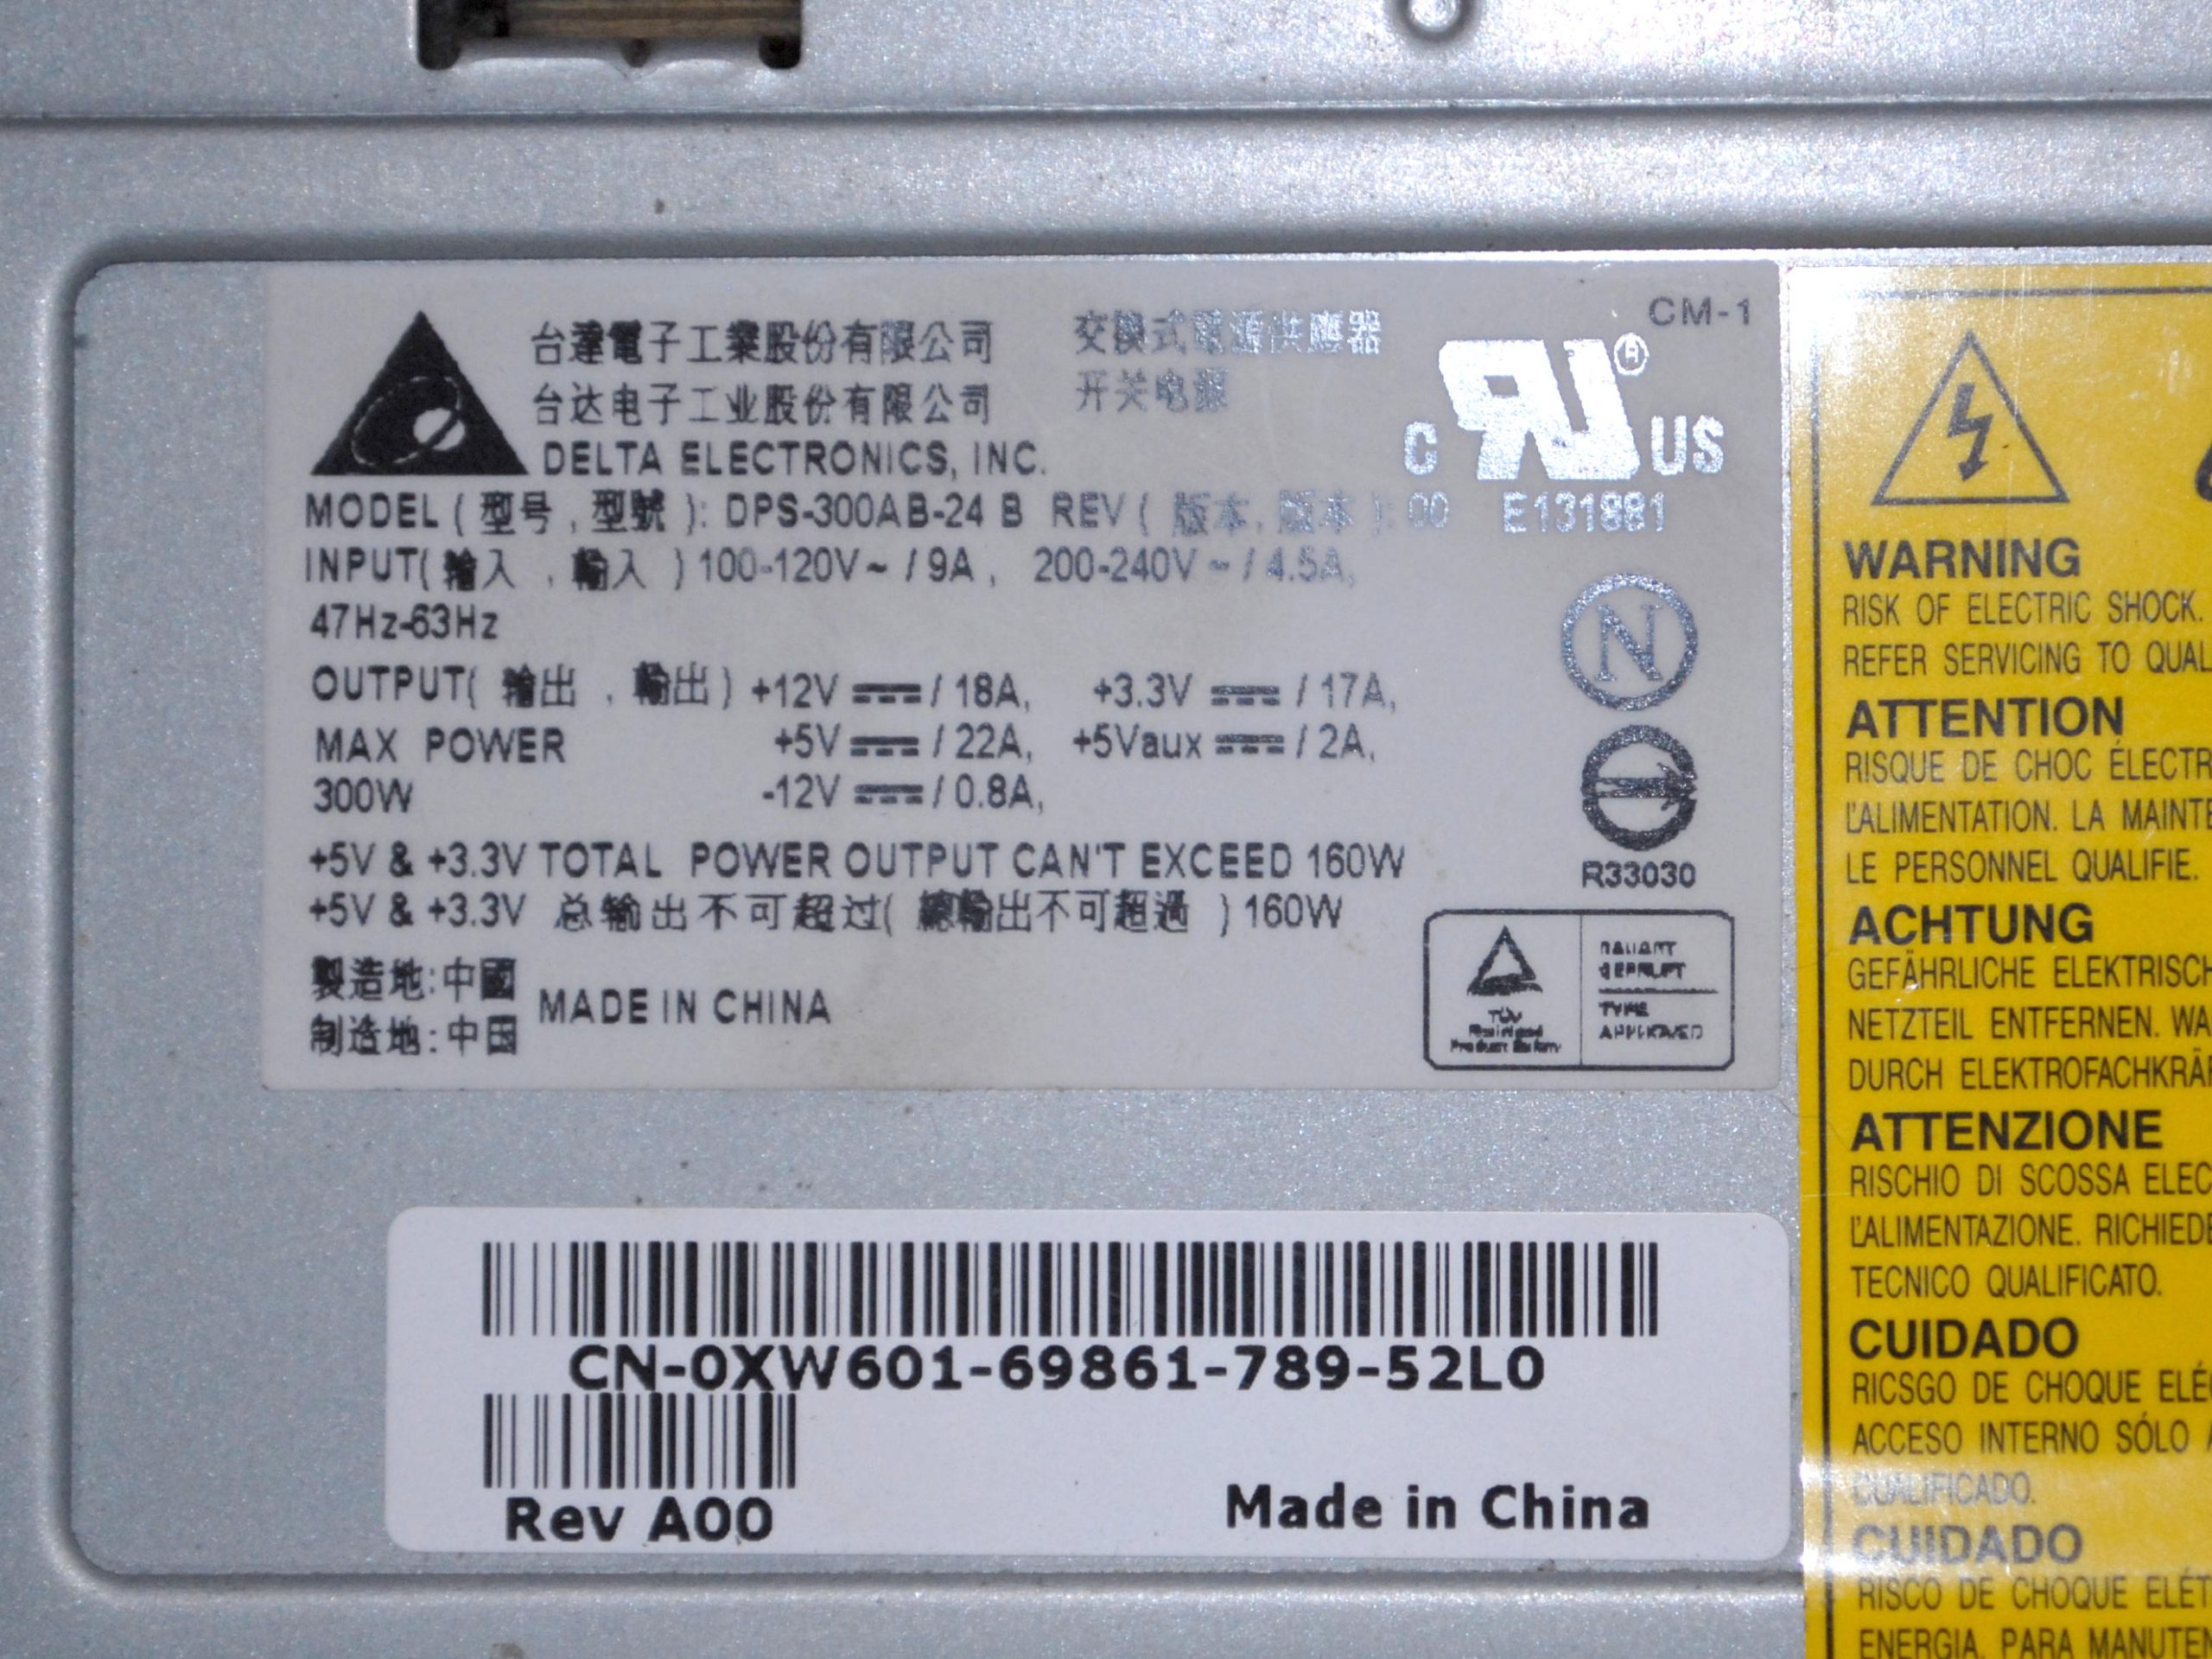 台達電子工業股份有限公司 交換式電源供應器 CM-1
台达电子工业股份有限公司 开关电源
DELTA ELECTRONICS, INC.
C US
MODEL ( 型号 , 型號 ): DPS-300AB-24 B REV ( 版本, 版本 ): 00 E131881
INPUT( 输入 , 輸入 ) 100-120V~ / 9A , 200-240V ~ / 4.5A,
47Hz-63Hz
N
OUTPUT( 输出 , 輸出 ) +12V / 18A, +3.3V / 17A,
MAX POWER +5V / 22A, +5Vaux / 2A,
300W -12V / 0.8A,
R33030
+5V & +3.3V TOTAL POWER OUTPUT CAN'T EXCEED 160W
+5V & +3.3V 总输出不可超过( 總輸出不可超過 ) 160W
製造地:中國
制造地:中国 MADE IN CHINA
BAUART
GEPRUFT
TYPE
APPROVED
TUV
CN-0XW601-69861-789-52L0
Rev A00
Made in China
WARNING
RISK OF ELECTRIC SHOCK.
REFER SERVICING TO QUAL
ATTENTION
RISQUE DE CHOC ÉLECTR
L'ALIMENTATION. LA MAINTE
LE PERSONNEL QUALIFIE.
ACHTUNG
GEFÄHRLICHE ELEKTRISCH
NETZTEIL ENTFERNEN. WA
DURCH ELEKTROFACHKRÄF
ATTENZIONE
RISCHIO DI SCOSSA ELEC
L'ALIMENTAZIONE. RICHIEDE
TECNICO QUALIFICATO.
CUIDADO
RICSGO DE CHOQUE ELÉC
ACCESO INTERNO SÓLO A
CUALIFICADO.
CUIDADO
RISCO DE CHOQUE ELÉT
ENERGIA. PARA MANUTEN